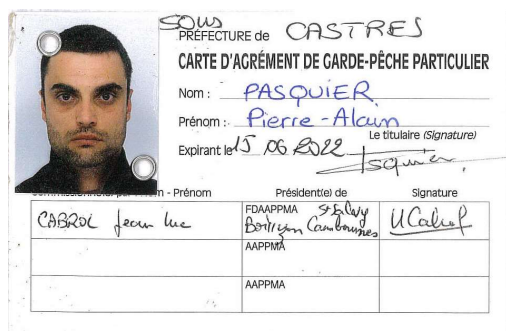 SOUS
PRÉFECTURE de CASTRES
CARTE D'AGRÉMENT DE GARDE-PÊCHE PARTICULIER
Nom : PASQUIER
Prénom : Pierre-Alain
Le titulaire (Signature)
Expirant le 15 06 2022
- Prénom Président(e) de Signature
CABROL Jean luc FDAAPPMA
AAPPMA
AAPPMA